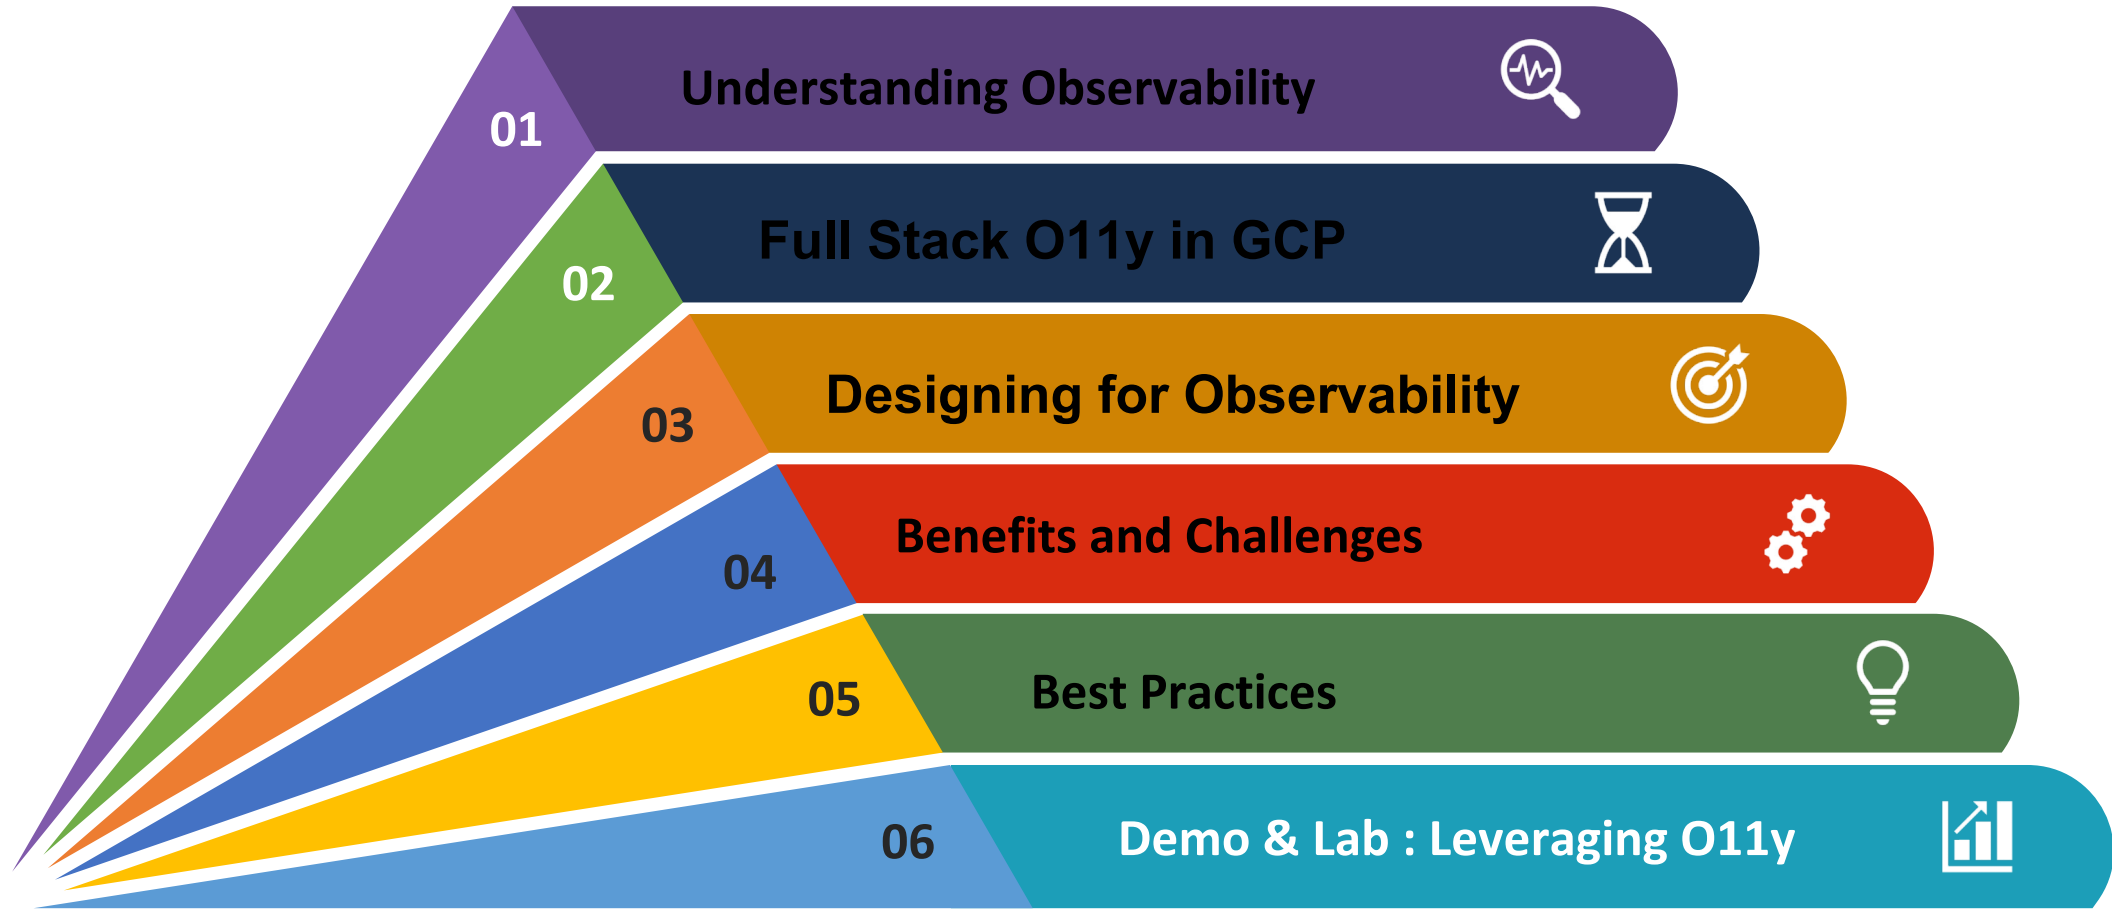 01
Understanding Observability
02
Full Stack O11y in GCP
03
Designing for Observability
04
Benefits and Challenges
05
Best Practices
06
Demo & Lab : Leveraging O11y